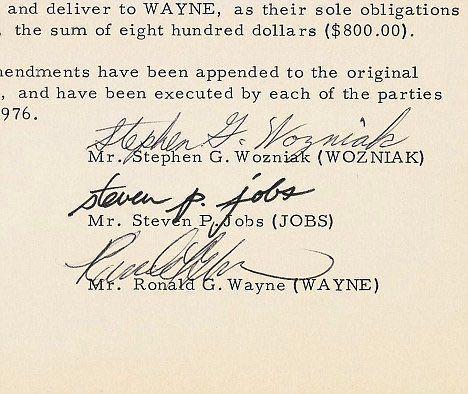 and deliver to WAYNE, as their sole obligations
, the sum of eight hundred dollars ($800.00).
mendments have been appended to the original
, and have been executed by each of the parties
976.
Stephen G. Wozniak
Mr. Stephen G. Wozniak (WOZNIAK)
steven p. jobs
Mr. Steven P. Jobs (JOBS)
Mr. Ronald G. Wayne (WAYNE)